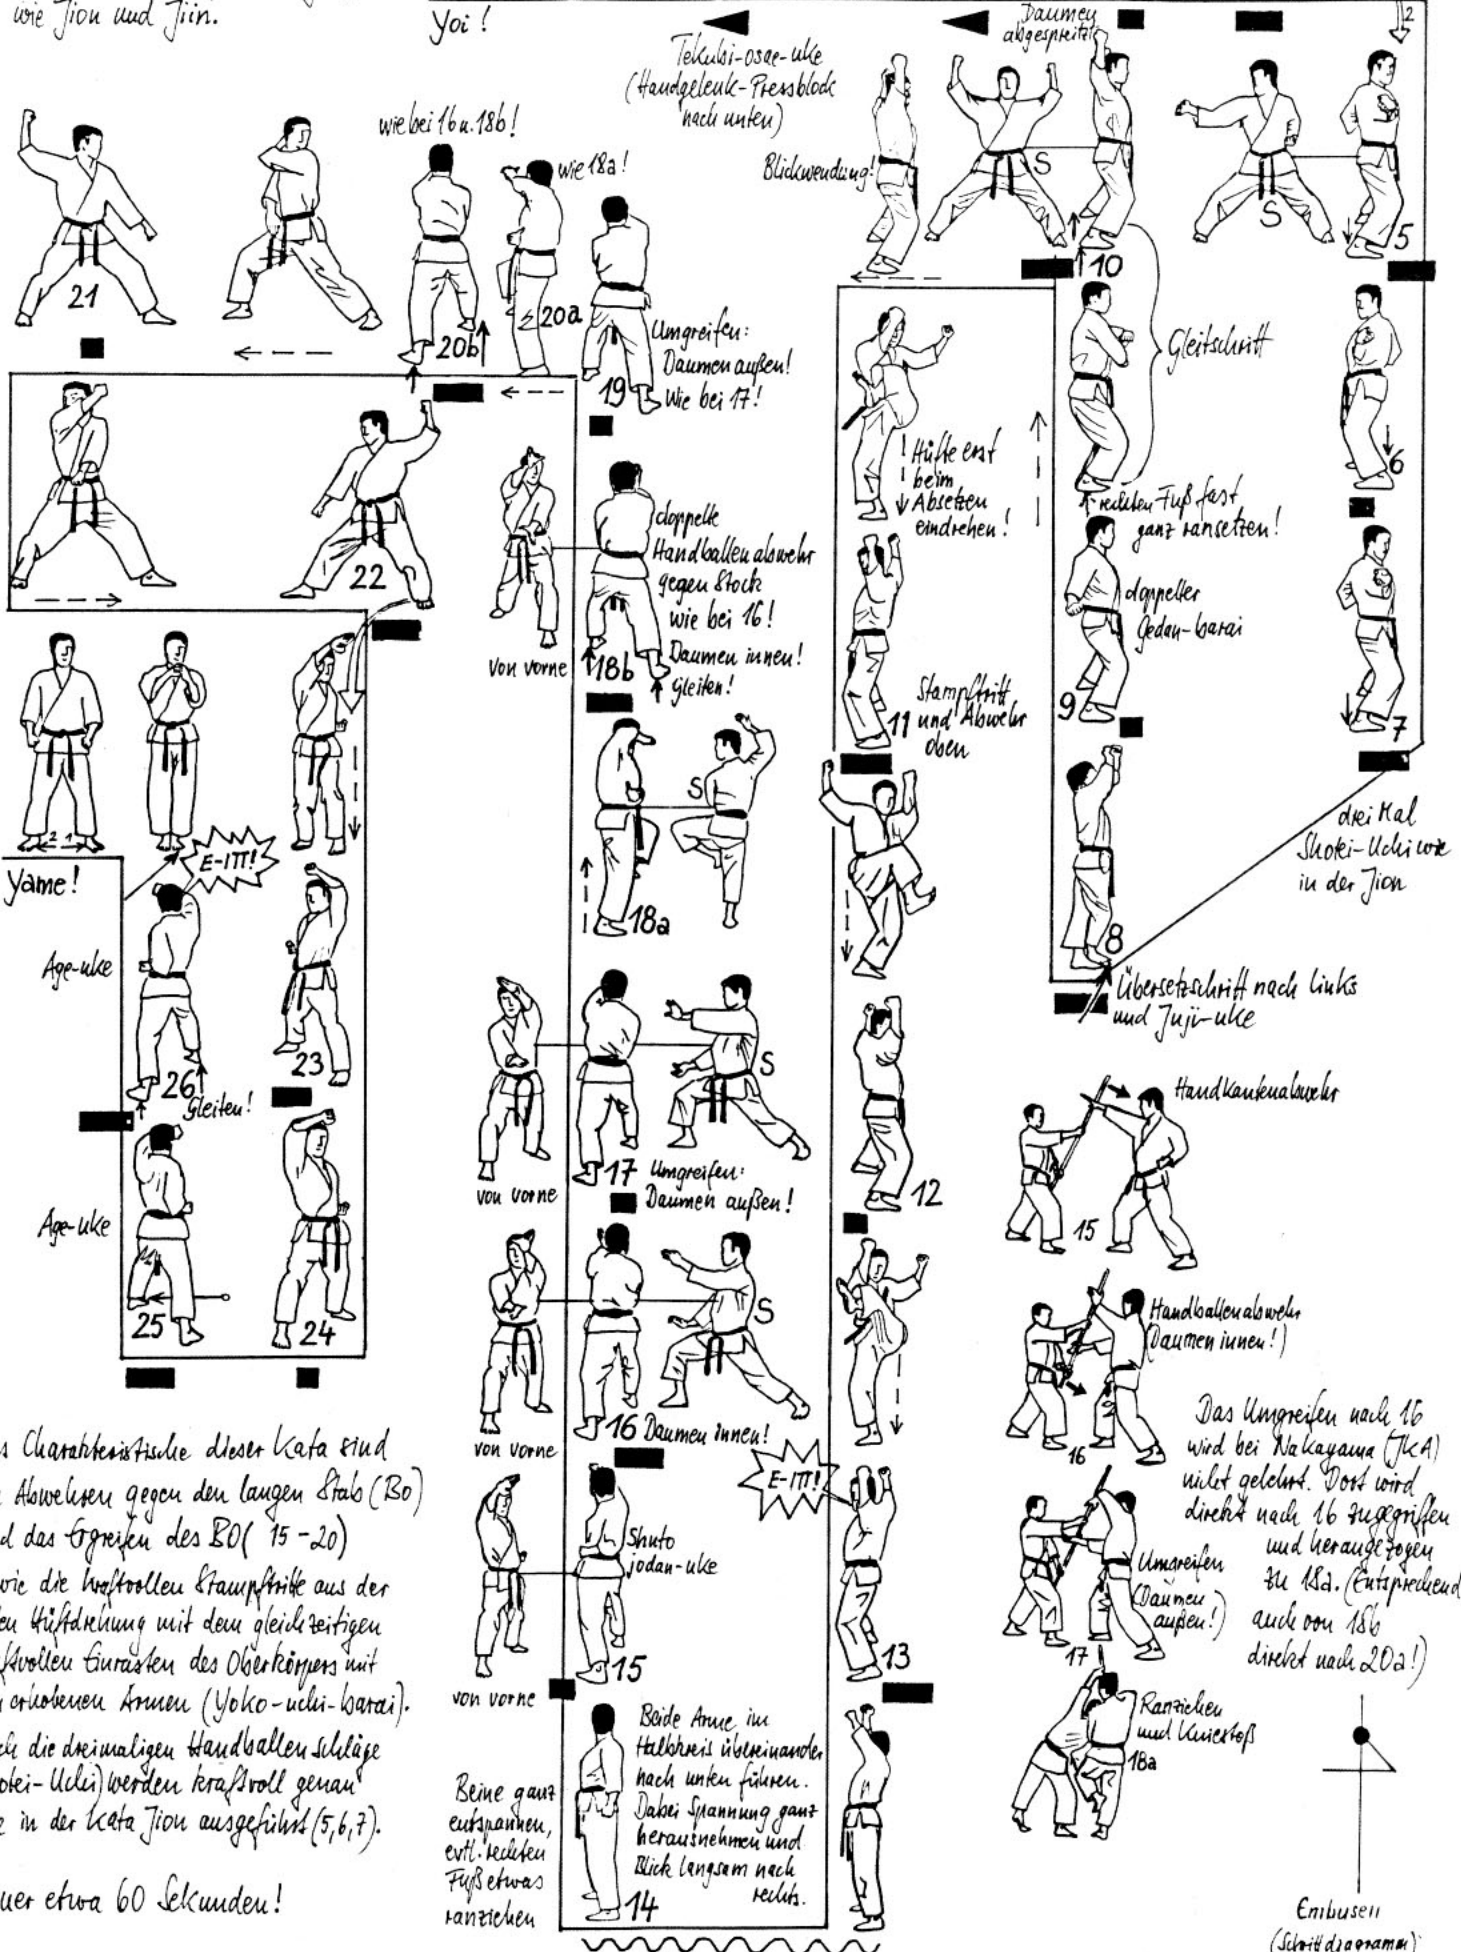 wie Jion und Jiin.
Yoi!
Tekubi-osae-uke
(Handgelenk-Pressblock
nach unten)
Daumen
abgespreitzt
2
wie bei 16 u. 18b!
wie 18a!
Blickwendung!
S
S
5
10
21
20b
20a
19
Umgreifen:
Daumen außen!
Wie bei 17!
Gleitschritt
6
! Hüfte erst
beim
Absetzen
eindrehen!
rechten Fuß fast
ganz ransetzen!
22
doppelte
Handballenabwehr
gegen Stock
wie bei 16!
Daumen innen!
Gleiten!
von vorne
18b
doppelter
Gedan-barai
9
7
11
Stampftritt
und Abwehr
oben
drei Mal
Shotei-Uchi wie
in der Jion
2 1
E-ITT!
Yame!
S
18a
8
Übersetzschritt nach links
und Juji-uke
Age-uke
26
Gleiten!
23
S
von vorne
17 Umgreifen:
Daumen außen!
12
Handkantenabwehr
15
Age-uke
25
24
S
von vorne
16 Daumen innen!
Handballenabwehr
(Daumen innen!)
16
s Charakteristische dieser Kata sind
Abwehren gegen den langen Stab (Bo)
d das Ergreifen des BO( 15-20)
wie die kraftvollen Stampftritte aus der
en Hüftdrehung mit dem gleichzeitigen
ftvollen Einrasten des Oberkörpers mit
erhobenen Armen (Yoko-uchi-barai).
ch die dreimaligen Handballenschläge
otei-Uchi) werden kraftvoll genau
e in der Kata Jion ausgeführt (5,6,7).
uer etwa 60 Sekunden!
E-ITT!
Shuto
jodan-uke
von vorne
15
13
Das Umgreifen nach 16
wird bei Nakayama (JKA)
nicht gelehrt. Dort wird
direkt nach 16 zugegriffen
und herangezogen
zu 18a. (Entsprechend
auch von 18b
direkt nach 20a!)
Umgreifen
(Daumen
außen!)
17
Ranziehen
und Kniestoß
18a
Beine ganz
entspannen,
evtl. rechten
Fuß etwas
ranziehen
14
Beide Arme im
Halbkreis übereinander
nach unten führen.
Dabei Spannung ganz
herausnehmen und
Blick langsam nach
rechts.
Embusen
(Schrittdiagramm)